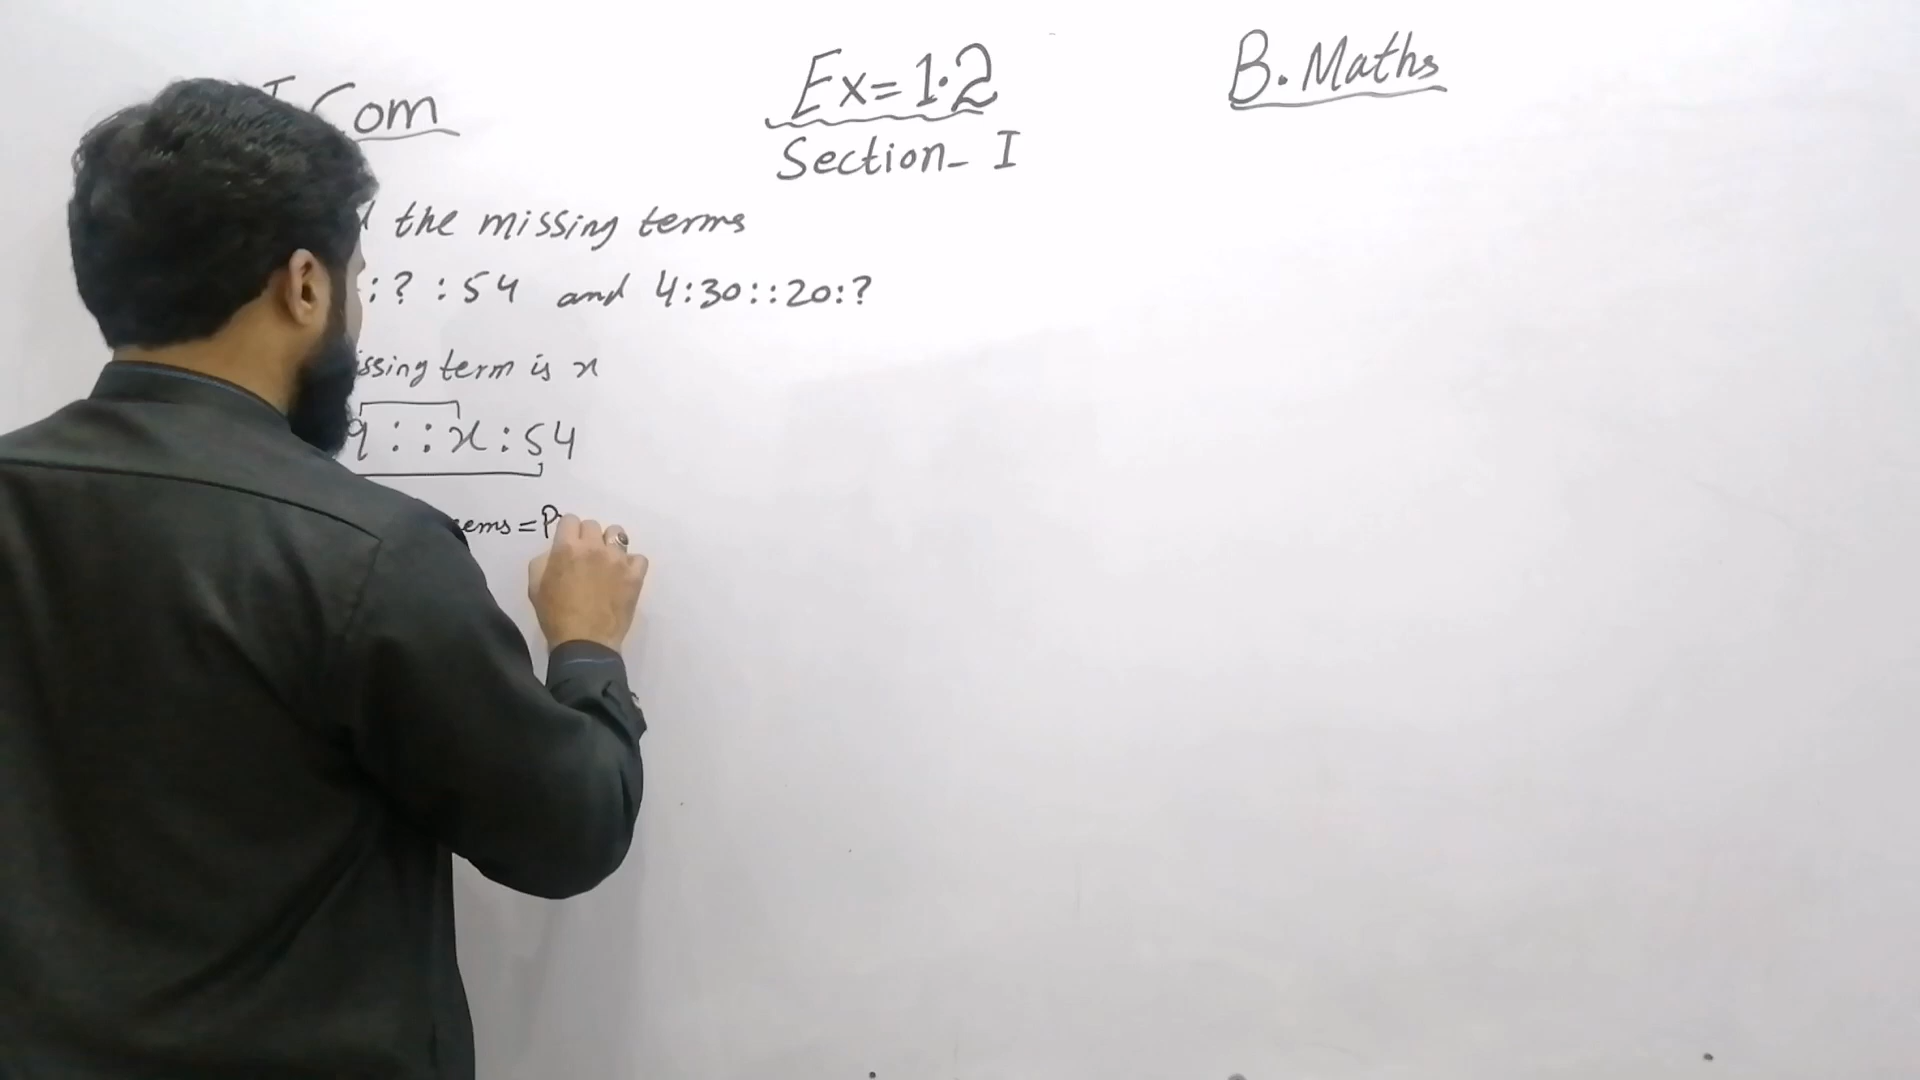 I Com
Ex=1.2
B. Maths
Section- I
the missing terms
:? :54 and 4:30::20:?
issing term is x
9::x:54
ems = P